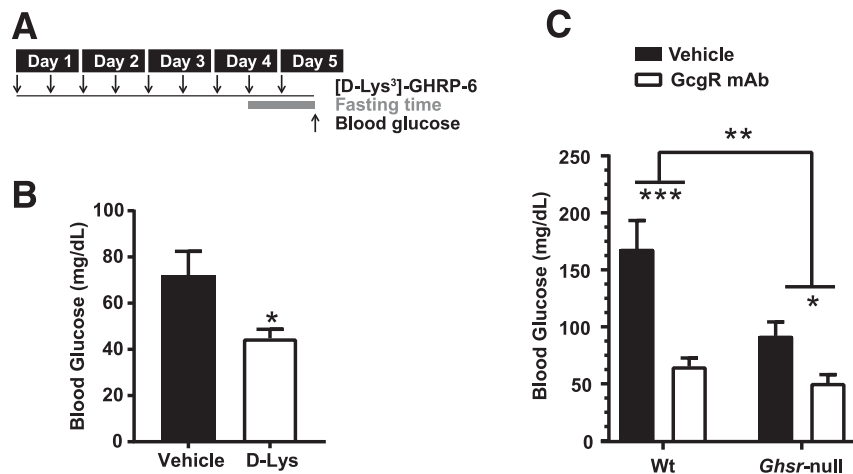 A
Day 1 Day 2 Day 3 Day 4 Day 5
[D-Lys³]-GHRP-6
Fasting time
Blood glucose
B
Blood Glucose (mg/dL)
100
80
60
40
20
0
*
Vehicle D-Lys
C
Vehicle
GcgR mAb
Blood Glucose (mg/dL)
250
200
150
100
50
0
**
***
*
Wt Ghsr-null